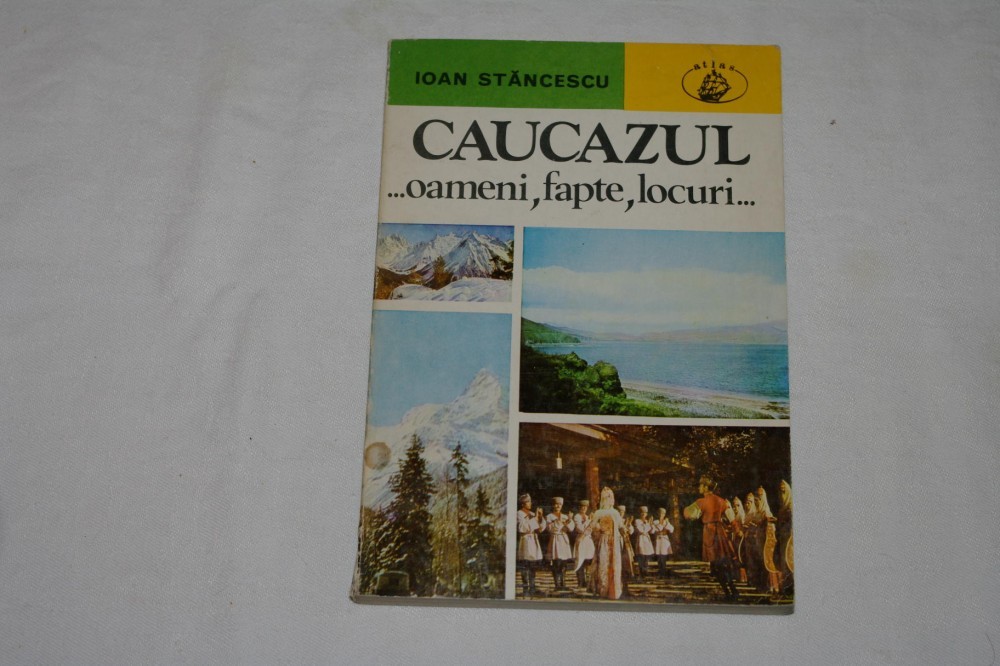 IOAN STĂNCESCU
atlas
CAUCAZUL
...oameni, fapte, locuri...